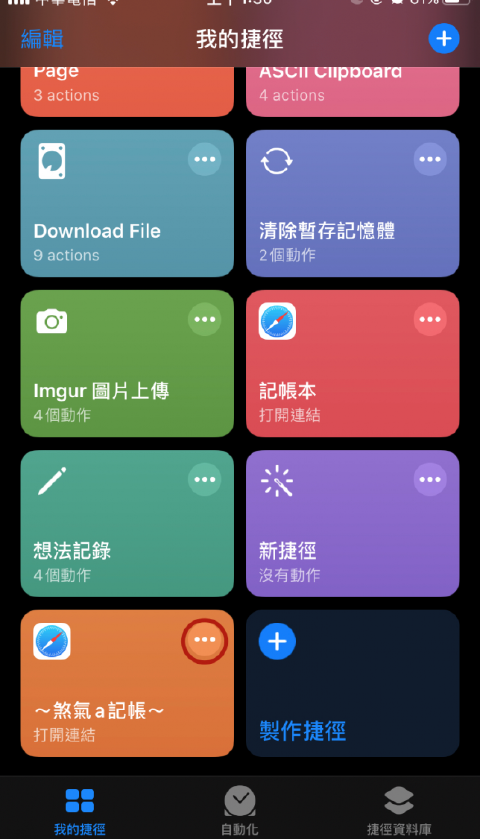 編輯
我的捷徑
Page
3 actions
ASCII Clipboard
4 actions
Download File
9 actions
清除暫存記憶體
2個動作
Imgur 圖片上傳
4個動作
記帳本
打開連結
想法記錄
4個動作
新捷徑
沒有動作
～煞氣a記帳～
打開連結
製作捷徑
我的捷徑
自動化
捷徑資料庫